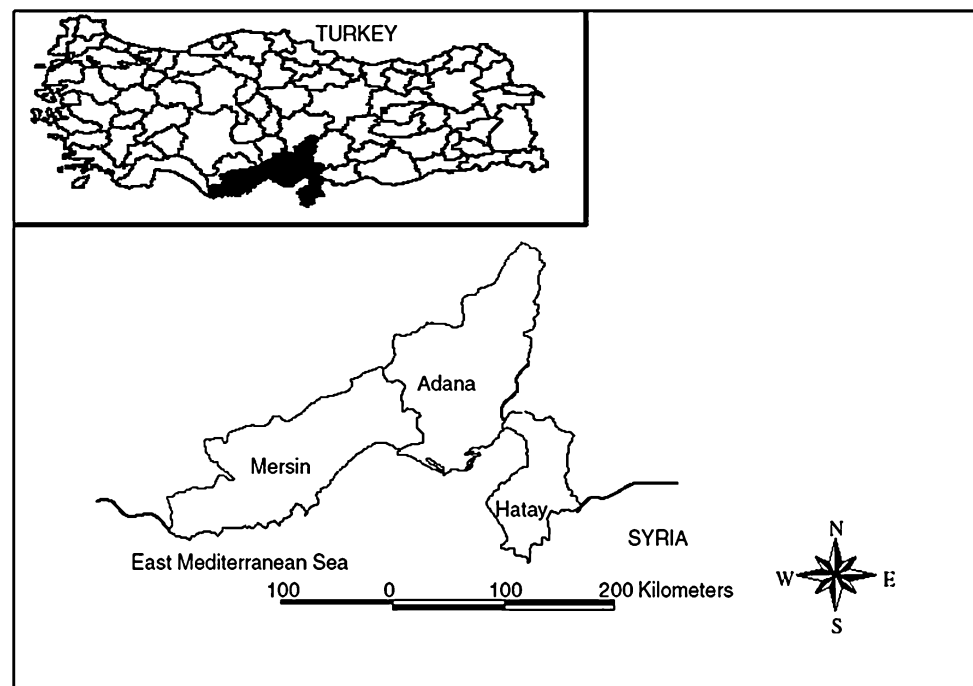 TURKEY
Adana
Mersin
Hatay
SYRIA
East Mediterranean Sea
100 0 100 200 Kilometers
N
W E
S